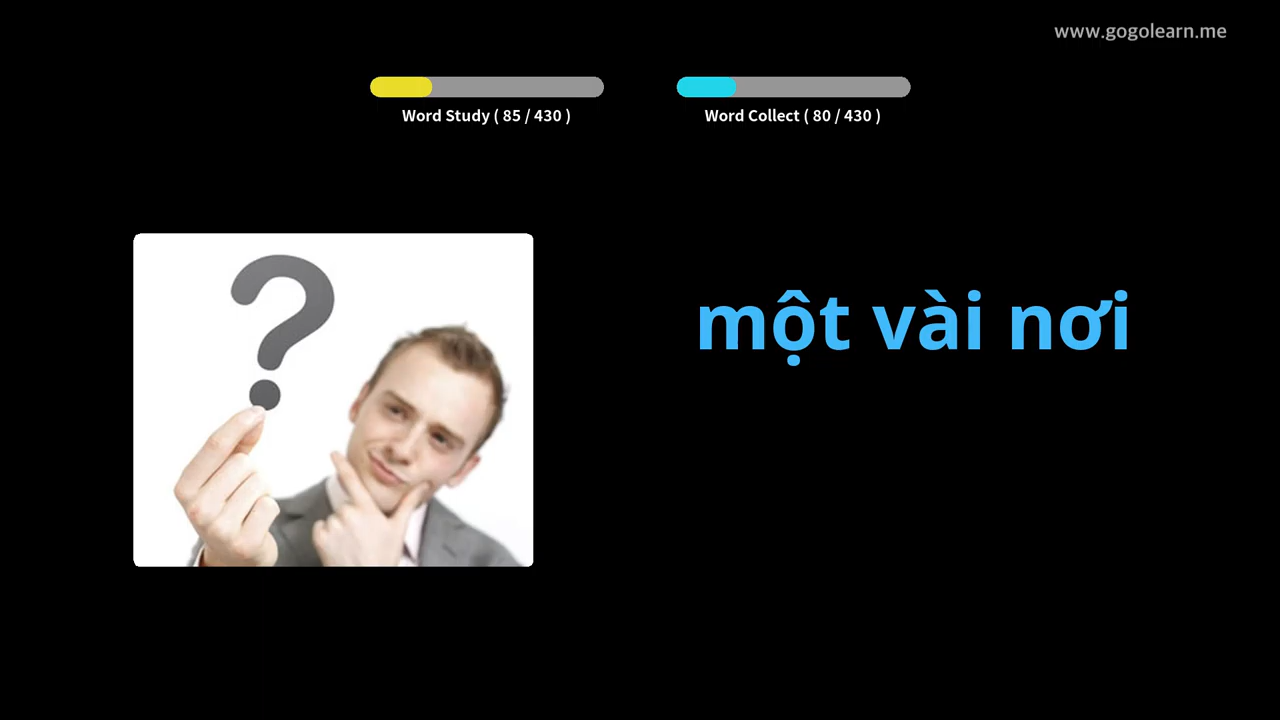 www.gogolearn.me
Word Study ( 85 / 430 )
Word Collect ( 80 / 430 )
?
một vài nơi